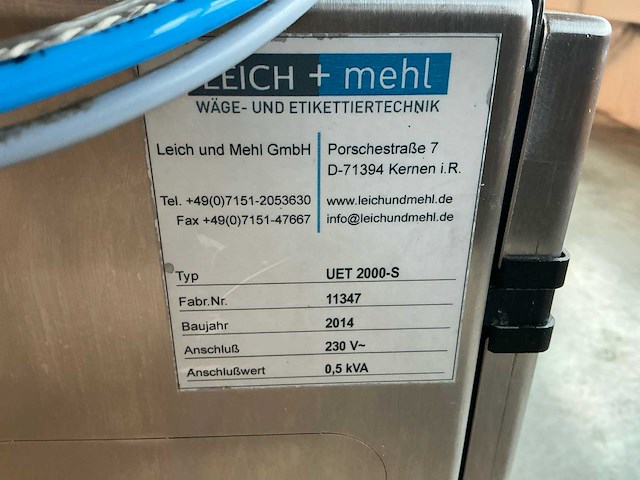 LEICH + mehl
WÄGE- UND ETIKETTIERTECHNIK
Leich und Mehl GmbH
Porschestraße 7
D-71394 Kernen i.R.
Tel. +49(0)7151-2053630
Fax +49(0)7151-47667
www.leichundmehl.de
info@leichundmehl.de
Typ UET 2000-S
Fabr.Nr. 11347
Baujahr 2014
Anschluß 230 V~
Anschlußwert 0,5 kVA